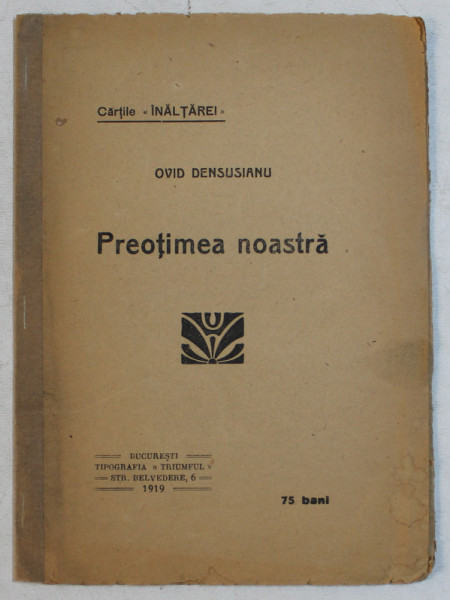 Cărțile « ÎNĂLȚĂREI »
OVID DENSUSIANU
Preoțimea noastră
BUCUREȘTI
TIPOGRAFIA « TRIUMFUL »
STR. BELVEDERE, 6
1919
75 bani